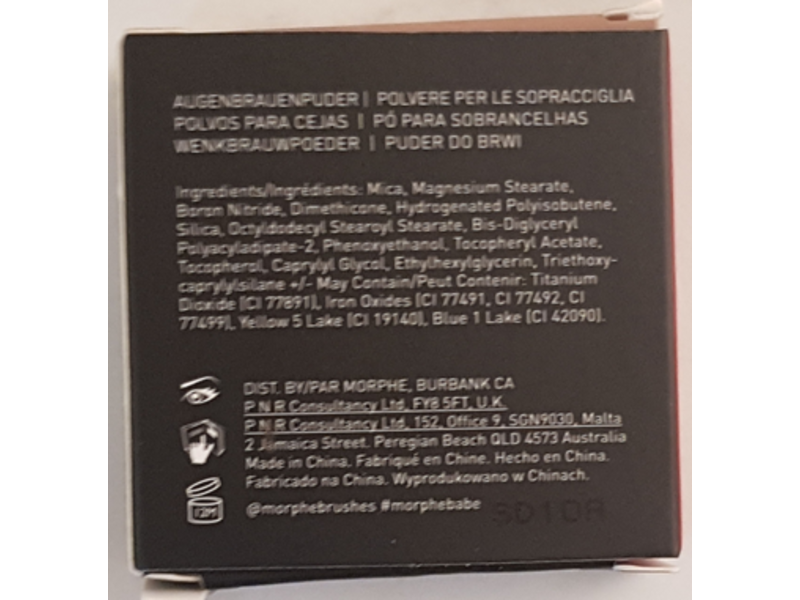 AUGENBRAUENPUDER | POLVERE PER LE SOPRACCIGLIA
POLVOS PARA CEJAS | PÓ PARA SOBRANCELHAS
WENKBRAUWPOEDER | PUDER DO BRWI
Ingredients/Ingrédients: Mica, Magnesium Stearate,
Boron Nitride, Dimethicone, Hydrogenated Polyisobutene,
Silica, Octyldodecyl Stearoyl Stearate, Bis-Diglyceryl
Polyacyladipate-2, Phenoxyethanol, Tocopheryl Acetate,
Tocopherol, Caprylyl Glycol, Ethylhexylglycerin, Triethoxy-
caprylylsilane +/- May Contain/Peut Contenir: Titanium
Dioxide (CI 77891), Iron Oxides (CI 77491, CI 77492, CI
77499), Yellow 5 Lake (CI 19140), Blue 1 Lake (CI 42090).
DIST. BY/PAR MORPHE, BURBANK CA
P N R Consultancy Ltd, FY8 5FT, U.K.
P N R Consultancy Ltd, 152, Office 9, SGN9030, Malta
2 Jamaica Street. Peregian Beach QLD 4573 Australia
Made in China. Fabriqué en Chine. Hecho en China.
Fabricado na China. Wyprodukowano w Chinach.
12M
@morphebrushes #morphebabe